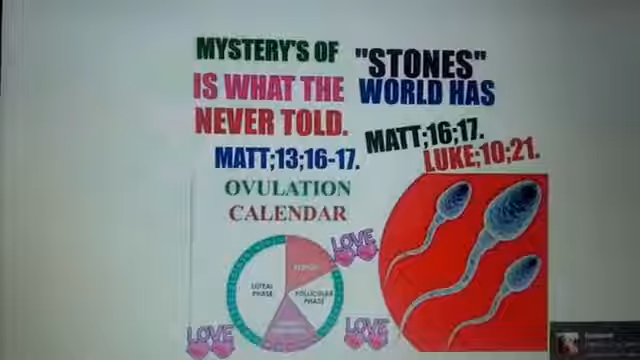 MYSTERY'S OF "STONES"
IS WHAT THE WORLD HAS
NEVER TOLD.
MATT;16;17.
MATT;13;16-17. LUKE;10;21.
OVULATION
CALENDAR
LOVE
LUTEAL PHASE
FOLLICULAR PHASE
LOVE
LOVE